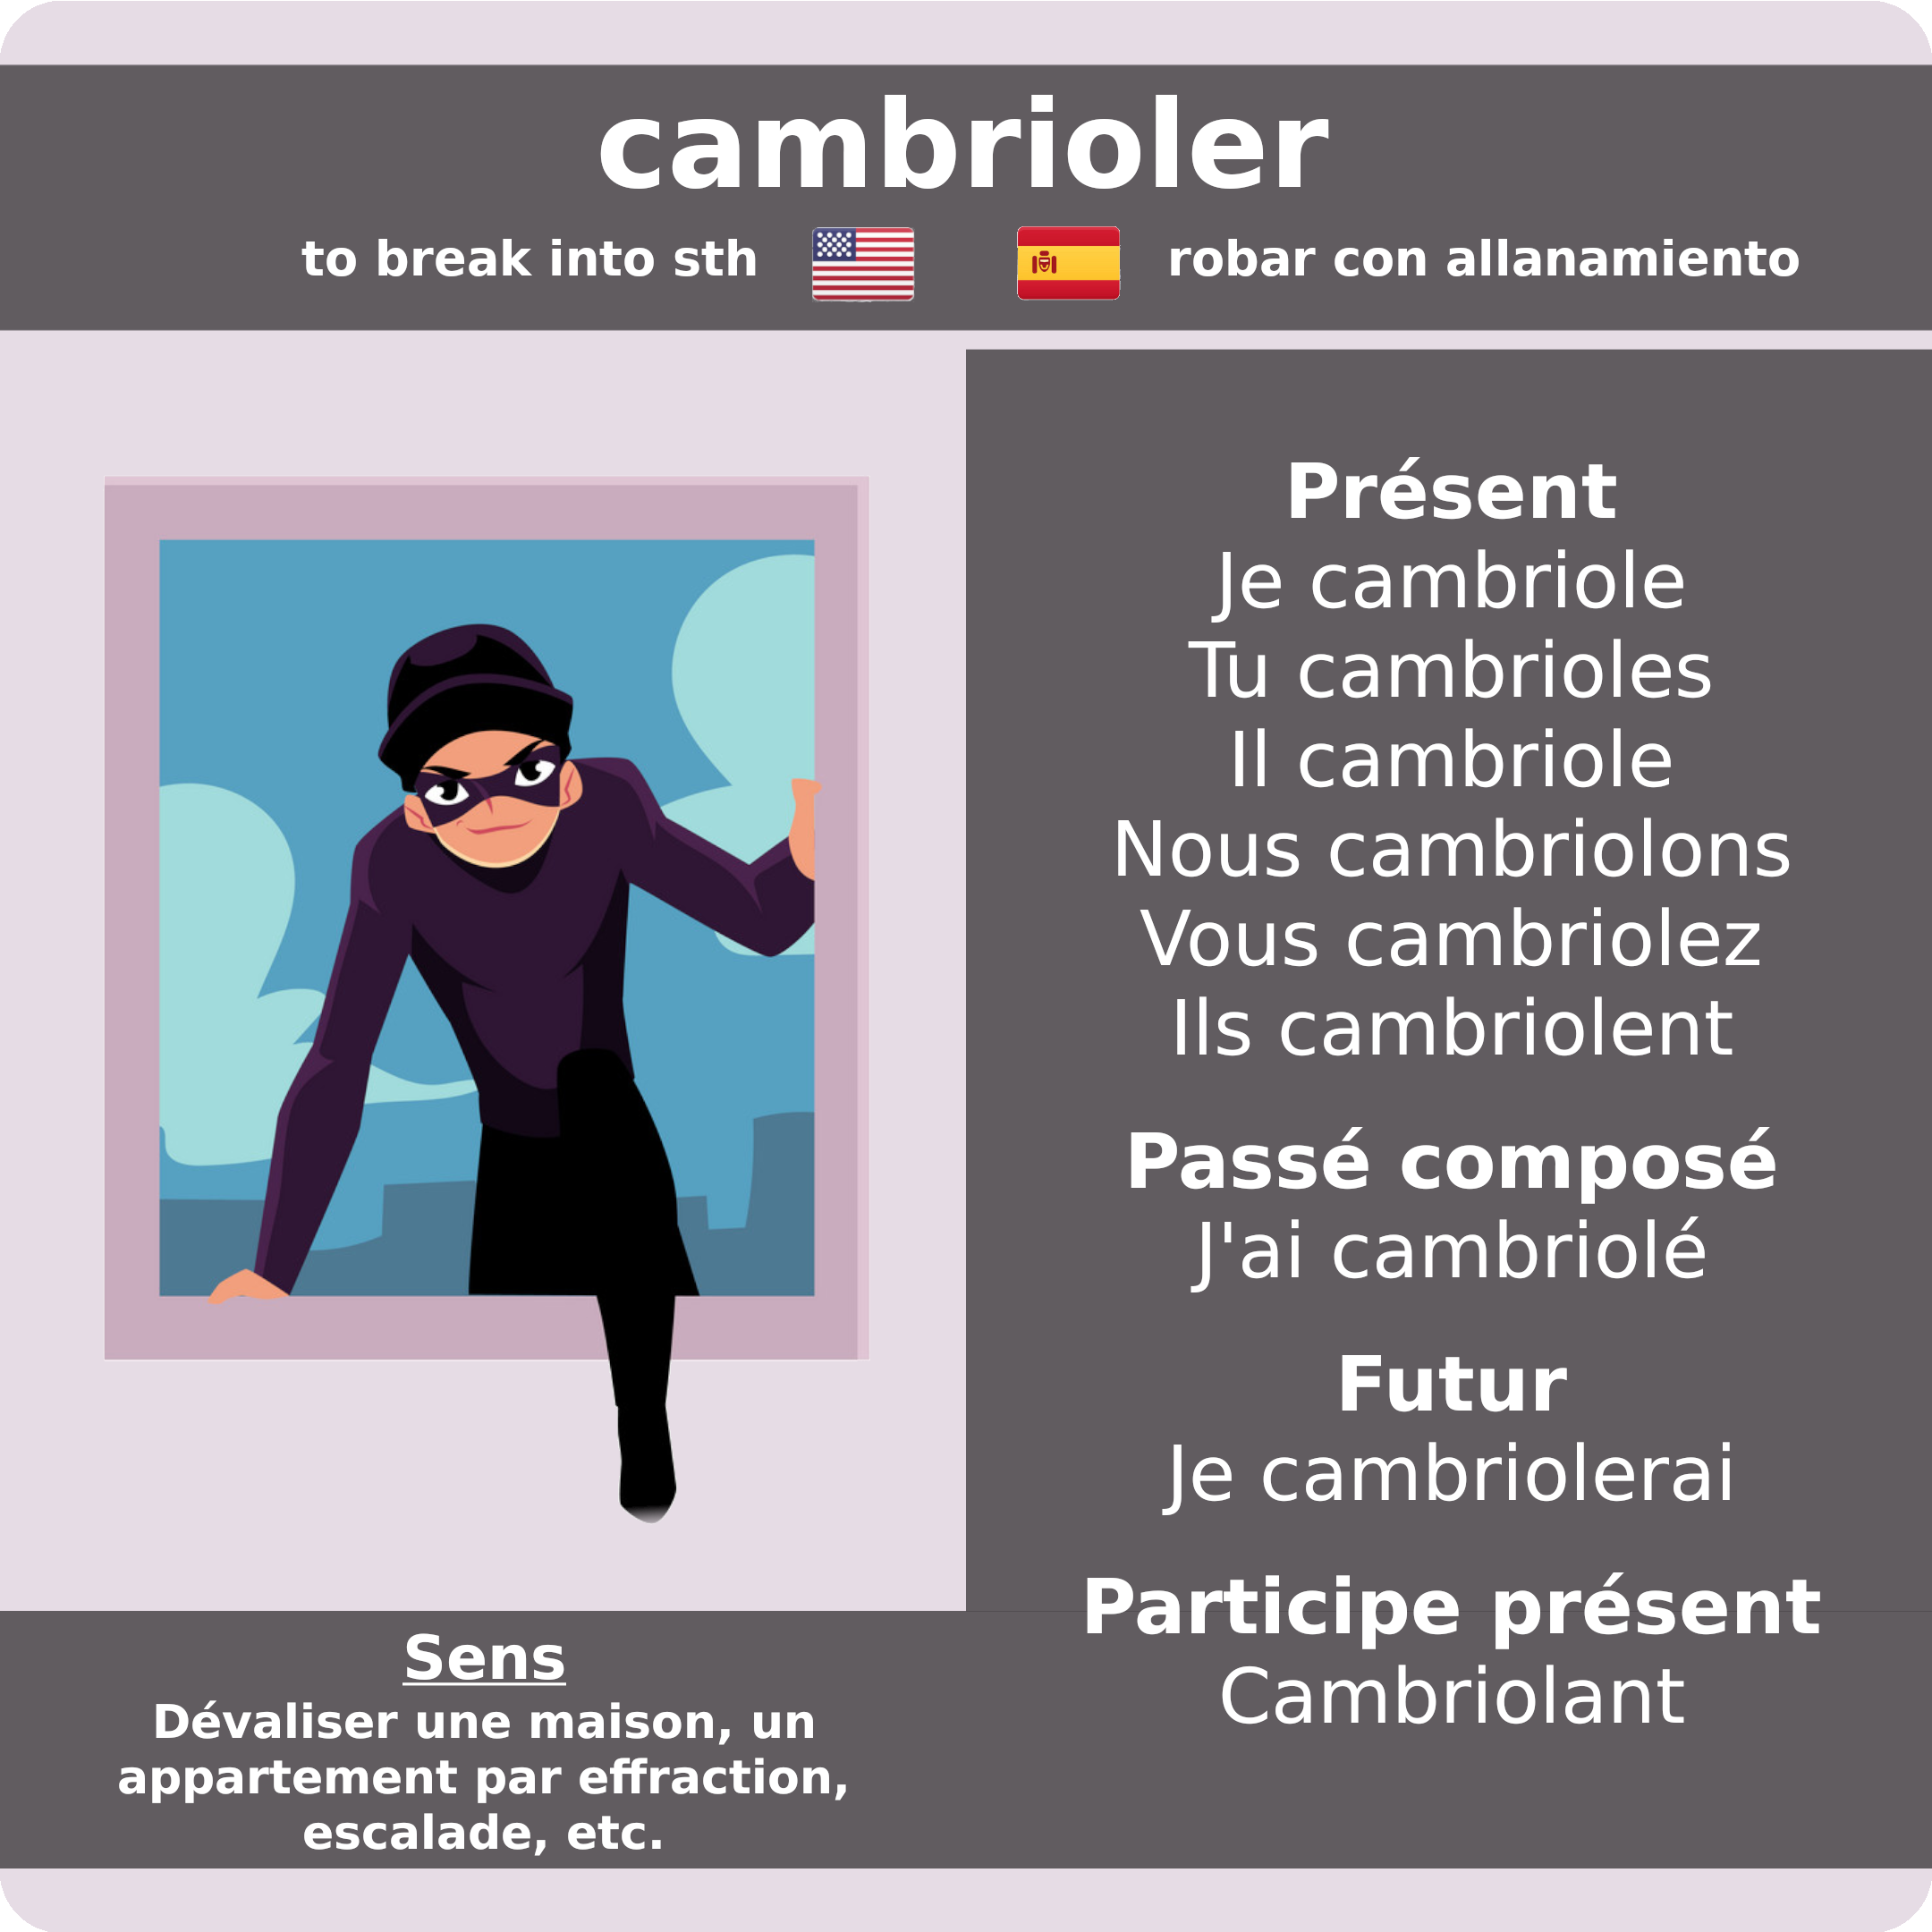 cambrioler
to break into sth
robar con allanamiento
Présent
Je cambriole
Tu cambrioles
Il cambriole
Nous cambriolons
Vous cambriolez
Ils cambriolent
Passé composé
J'ai cambriolé
Futur
Je cambriolerai
Participe présent
Cambriolant
Sens
Dévaliser une maison, un
appartement par effraction,
escalade, etc.